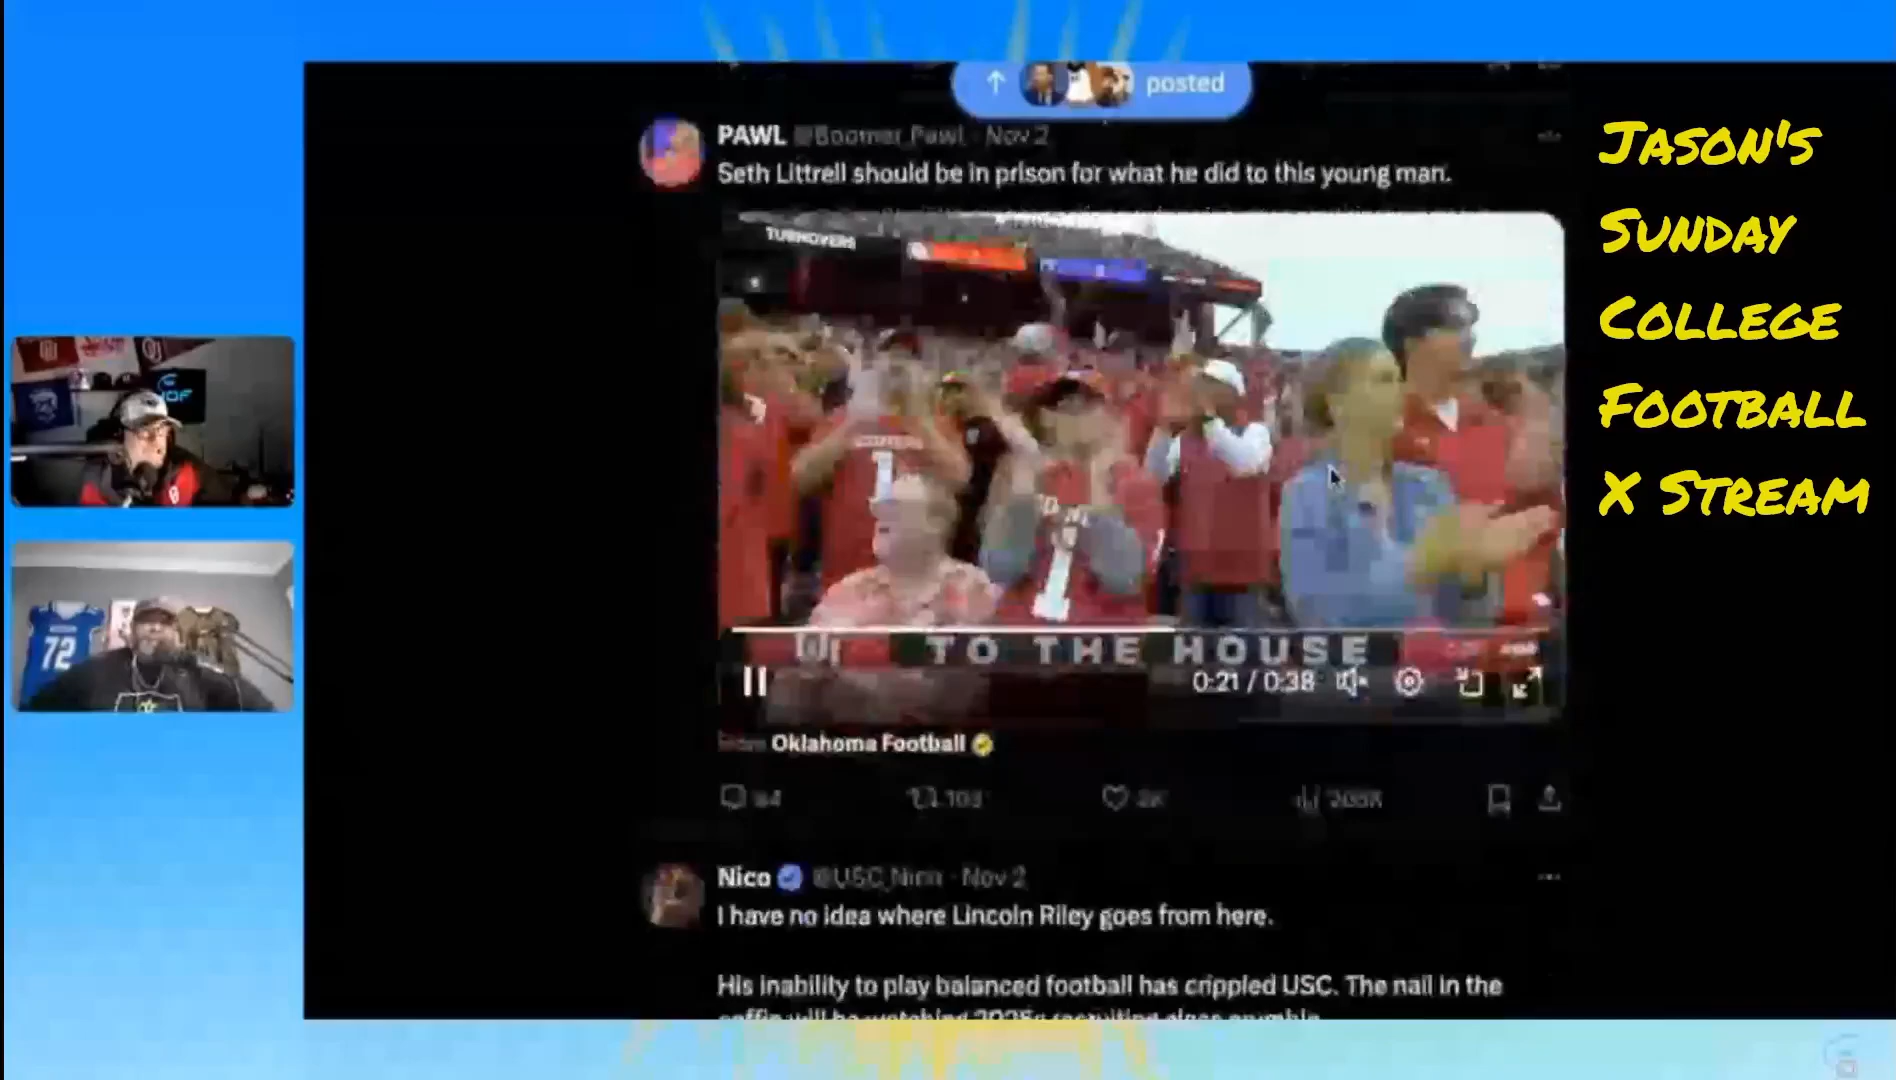 posted
PAWL @Boomer_Pawl · Nov 2
Seth Littrell should be in prison for what he did to this young man.
TURNOVERS
TO THE HOUSE
0:21 / 0:38
Oklahoma Football
103
Nico @USC_Nico · Nov 2
I have no idea where Lincoln Riley goes from here.
His inability to play balanced football has crippled USC. The nail in the
JASON'S
SUNDAY
COLLEGE
FOOTBALL
X STREAM
72